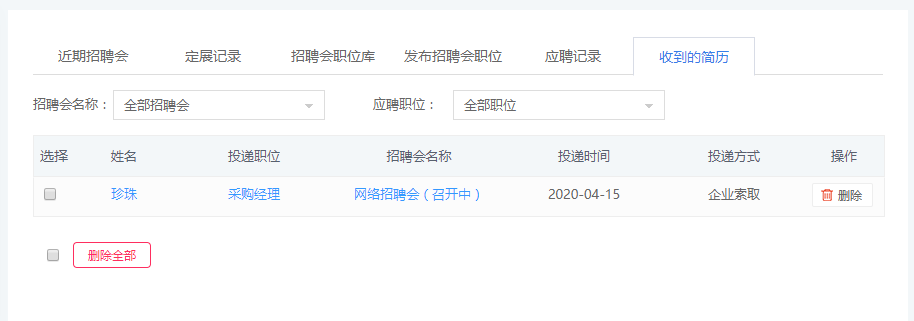 近期招聘会 定展记录 招聘会职位库 发布招聘会职位 应聘记录 收到的简历
招聘会名称： 全部招聘会 应聘职位： 全部职位
选择 姓名 投递职位 招聘会名称 投递时间 投递方式 操作
珍珠 采购经理 网络招聘会（召开中） 2020-04-15 企业索取 删除
删除全部